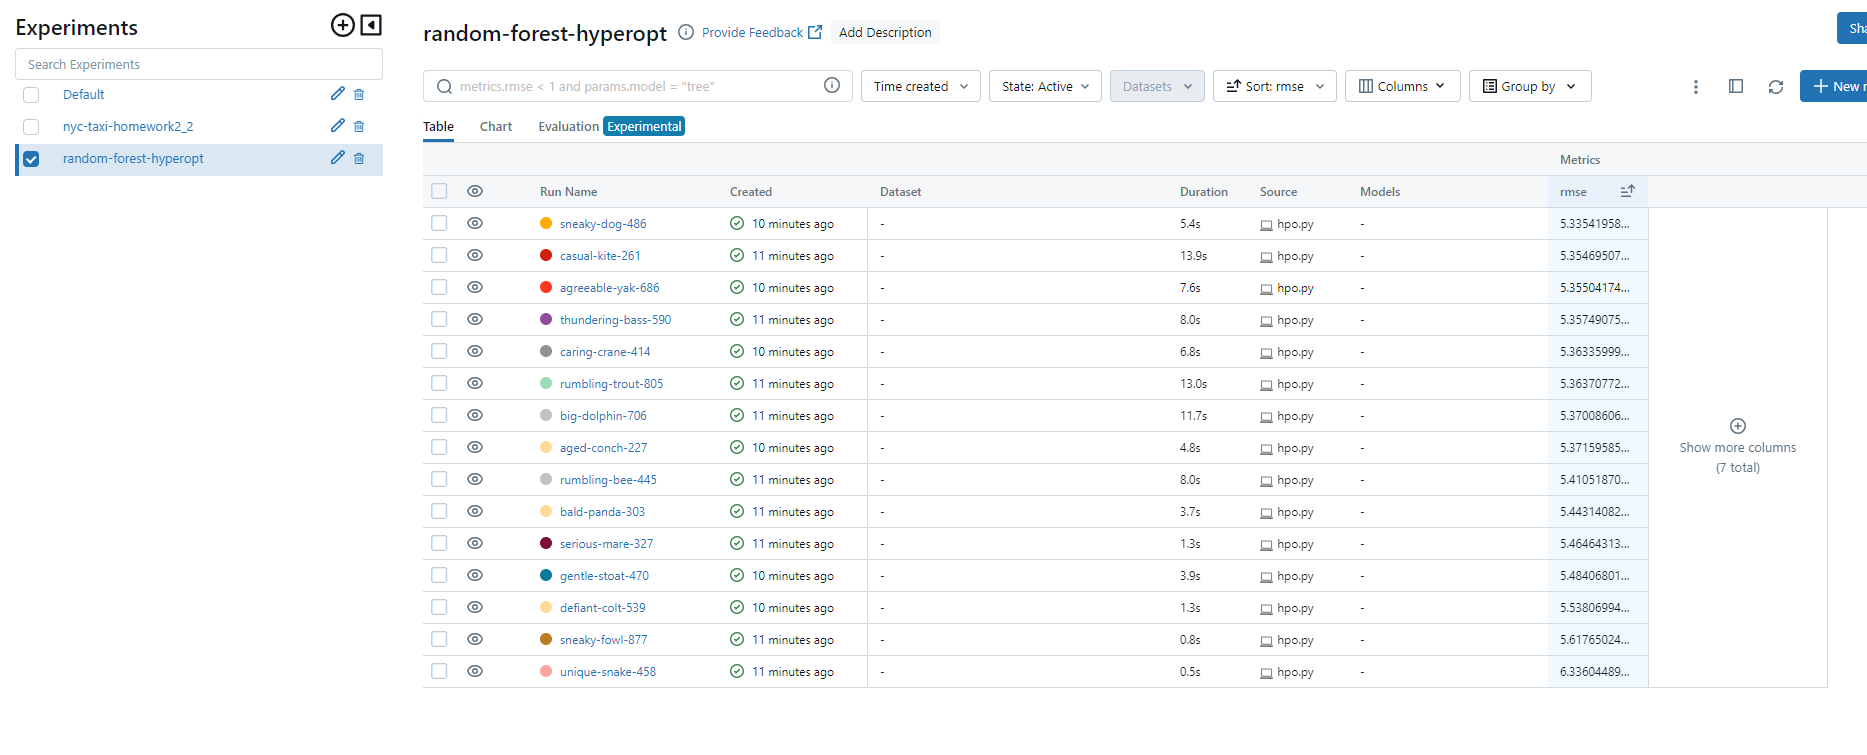 Experiments
Search Experiments
Default
nyc-taxi-homework2_2
random-forest-hyperopt
random-forest-hyperopt Provide Feedback Add Description
Sha
metrics.rmse < 1 and params.model = "tree" Time created State: Active Datasets Sort: rmse Columns Group by New r
Table Chart Evaluation Experimental
Metrics
Run Name Created Dataset Duration Source Models rmse
sneaky-dog-486 10 minutes ago - 5.4s hpo.py - 5.33541958...
casual-kite-261 11 minutes ago - 13.9s hpo.py - 5.35469507...
agreeable-yak-686 10 minutes ago - 7.6s hpo.py - 5.35504174...
thundering-bass-590 11 minutes ago - 8.0s hpo.py - 5.35749075...
caring-crane-414 10 minutes ago - 6.8s hpo.py - 5.36335999...
rumbling-trout-805 11 minutes ago - 13.0s hpo.py - 5.36370772...
big-dolphin-706 11 minutes ago - 11.7s hpo.py - 5.37008606...
aged-conch-227 10 minutes ago - 4.8s hpo.py - 5.37159585...
rumbling-bee-445 11 minutes ago - 8.0s hpo.py - 5.41051870...
bald-panda-303 11 minutes ago - 3.7s hpo.py - 5.44314082...
serious-mare-327 11 minutes ago - 1.3s hpo.py - 5.46464313...
gentle-stoat-470 10 minutes ago - 3.9s hpo.py - 5.48406801...
defiant-colt-539 10 minutes ago - 1.3s hpo.py - 5.53806994...
sneaky-fowl-877 11 minutes ago - 0.8s hpo.py - 5.61765024...
unique-snake-458 11 minutes ago - 0.5s hpo.py - 6.33604489...
Show more columns
(7 total)